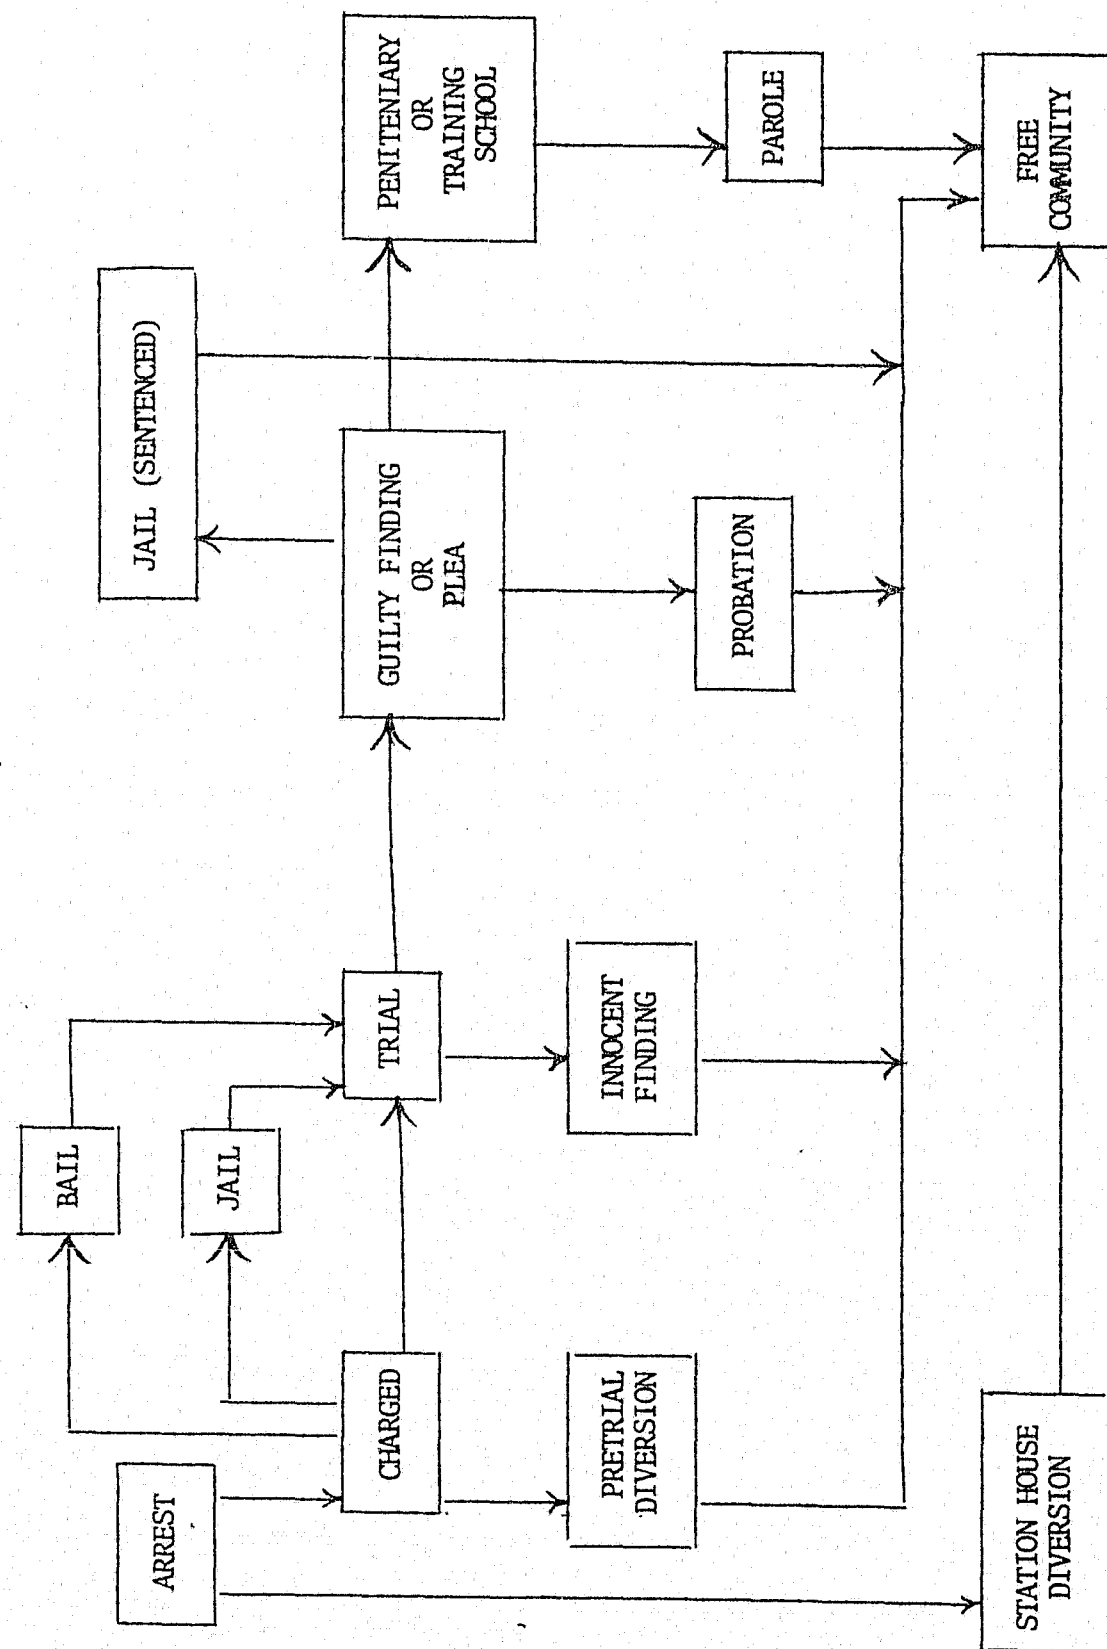 BAIL
JAIL (SENTENCED)
ARREST
JAIL
CHARGED
TRIAL
GUILTY FINDING
OR
PLEA
PENITENIARY
OR
TRAINING
SCHOOL
PRETRIAL
DIVERSION
INNOCENT
FINDING
PROBATION
PAROLE
STATION HOUSE
DIVERSION
FREE
COMMUNITY